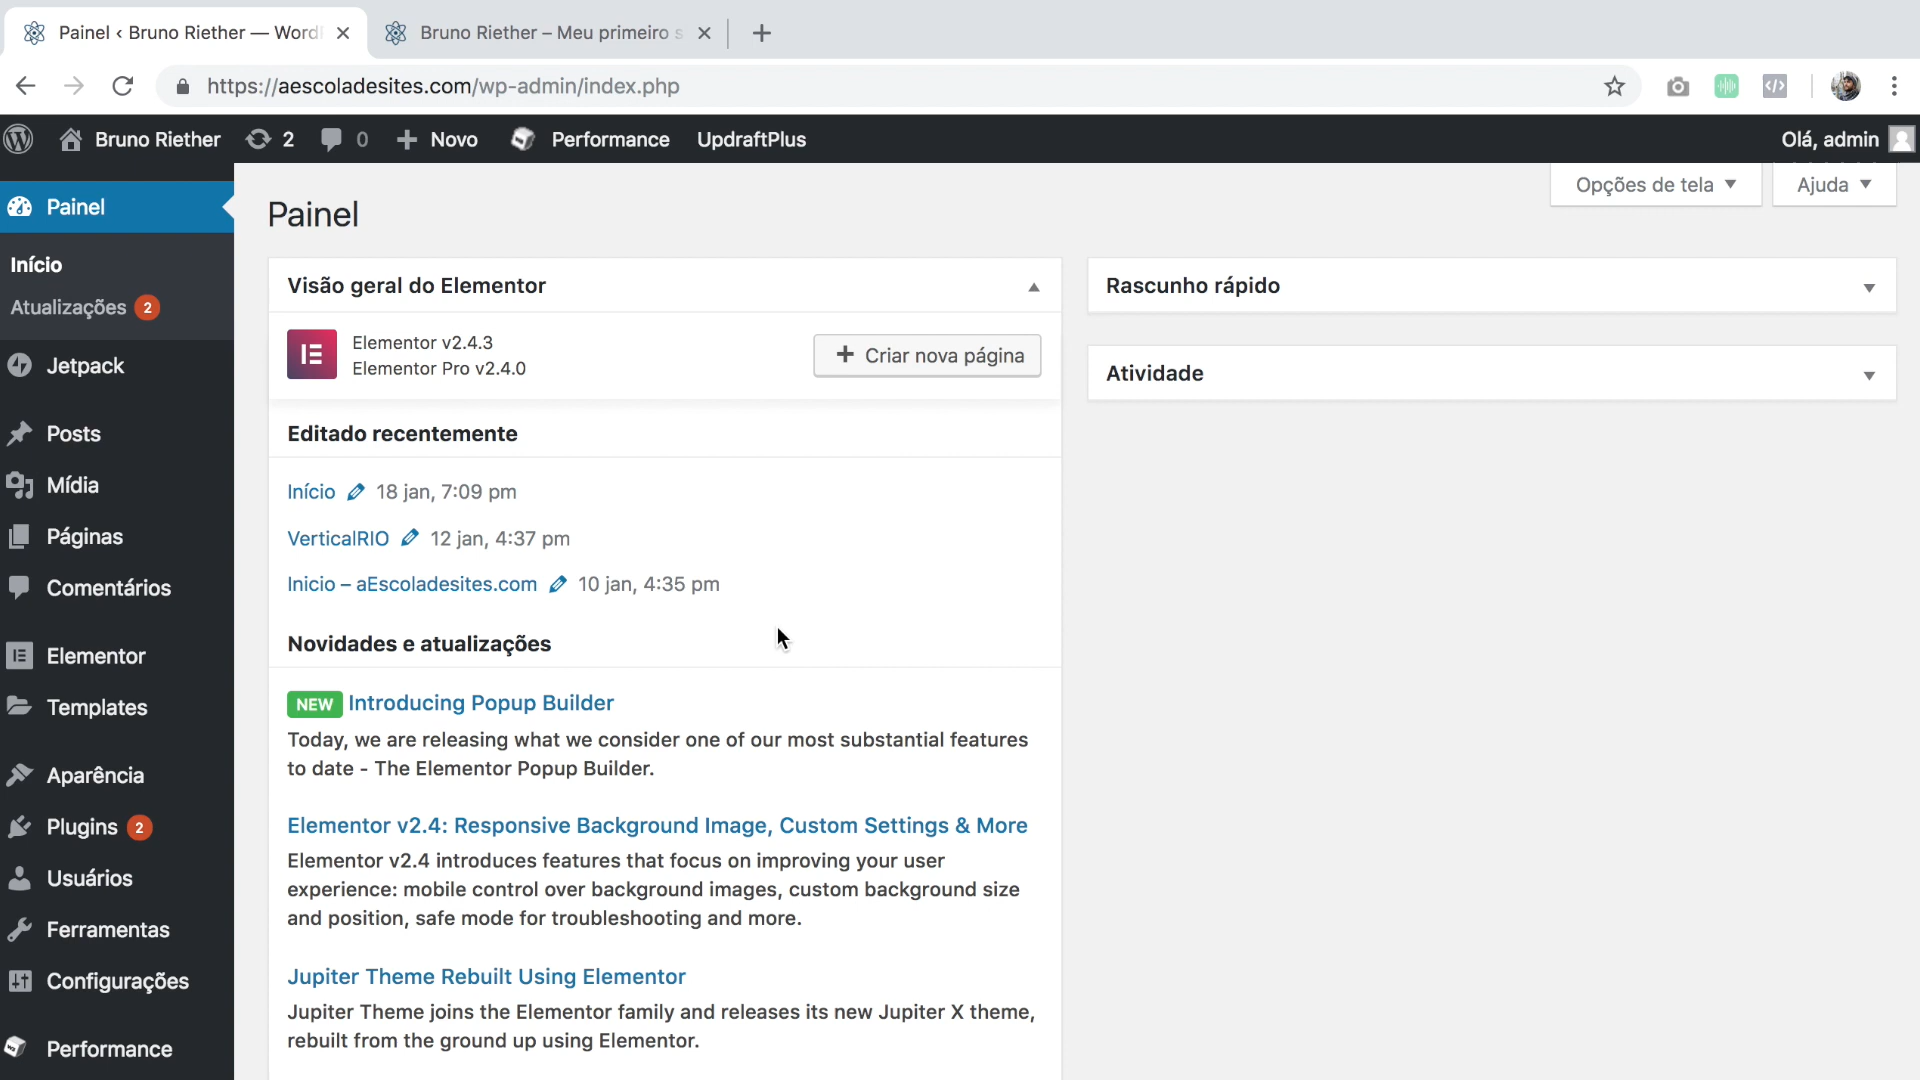 Painel ‹ Bruno Riether — Word
Bruno Riether – Meu primeiro s
https://aescoladesites.com/wp-admin/index.php
Bruno Riether 2 0 Novo Performance UpdraftPlus Olá, admin
Opções de tela Ajuda
Painel
Início
Atualizações 2
Jetpack
Posts
Mídia
Páginas
Comentários
Elementor
Templates
Aparência
Plugins 2
Usuários
Ferramentas
Configurações
Performance
Painel
Visão geral do Elementor
Elementor v2.4.3
Elementor Pro v2.4.0
Criar nova página
Editado recentemente
Início 18 jan, 7:09 pm
VerticalRIO 12 jan, 4:37 pm
Inicio – aEscoladesites.com 10 jan, 4:35 pm
Novidades e atualizações
NEW Introducing Popup Builder
Today, we are releasing what we consider one of our most substantial features
to date - The Elementor Popup Builder.
Elementor v2.4: Responsive Background Image, Custom Settings & More
Elementor v2.4 introduces features that focus on improving your user
experience: mobile control over background images, custom background size
and position, safe mode for troubleshooting and more.
Jupiter Theme Rebuilt Using Elementor
Jupiter Theme joins the Elementor family and releases its new Jupiter X theme,
rebuilt from the ground up using Elementor.
Rascunho rápido
Atividade